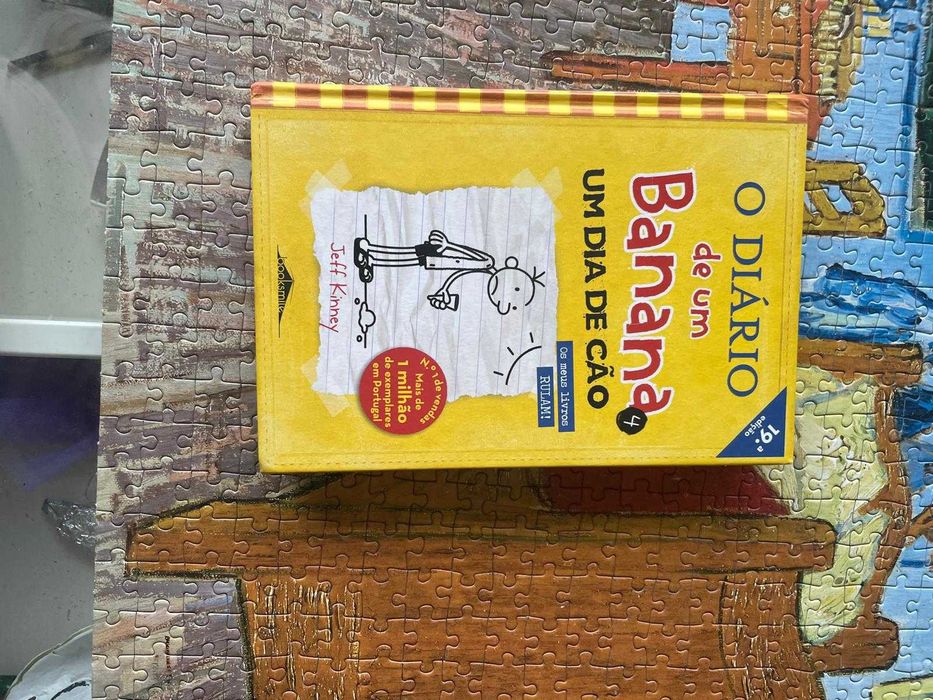 O DIÁRIO
de um
Banana
4
UM DIA DE CÃO
19.ª
edição
Os meus livros
RULAM!
N.º 1 de vendas
Mais de
1 milhão
de exemplares
em Portugal
Jeff Kinney
booksmile